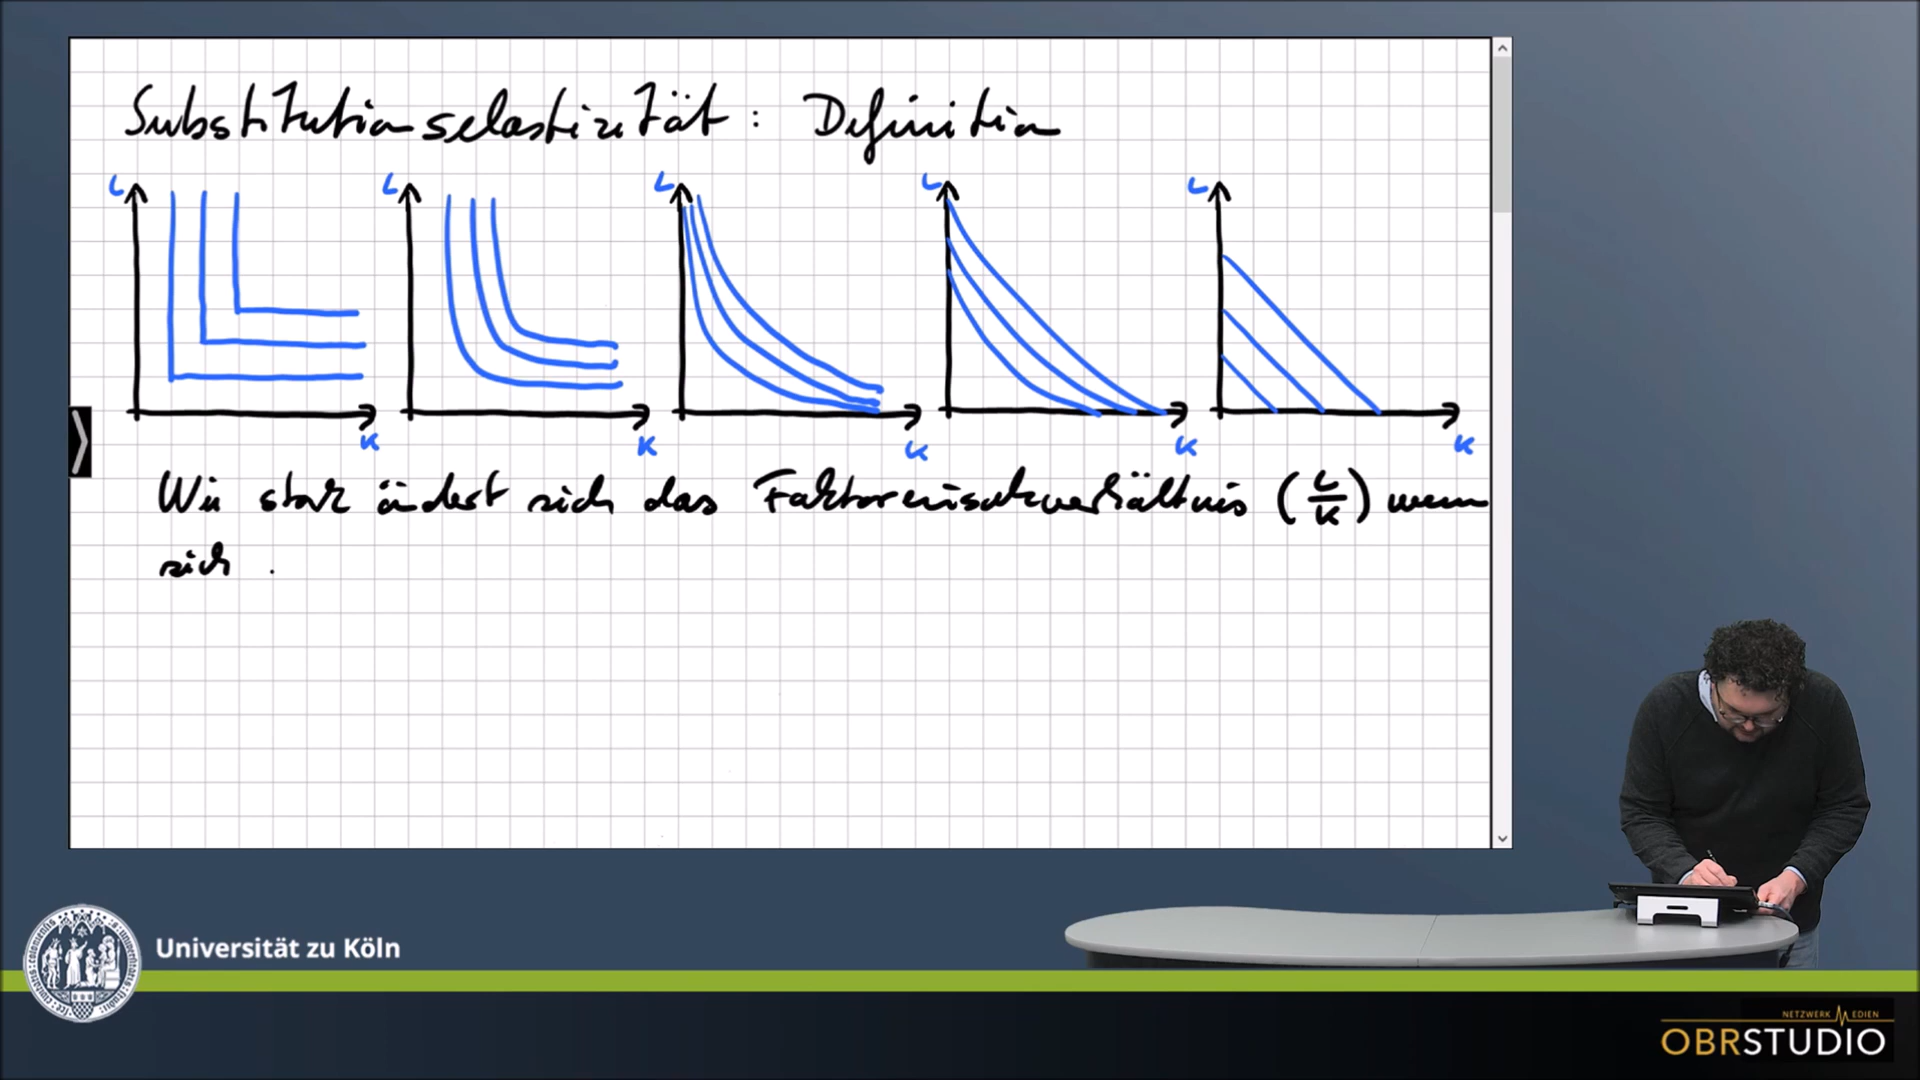 Substitutionselastizität: Definition
L L L L L
K K K K K
Wie stark ändert sich das Faktoreinsatzverhältnis (L/K) wenn
sich .
Universität zu Köln
NETZWERK MEDIEN
OBRSTUDIO